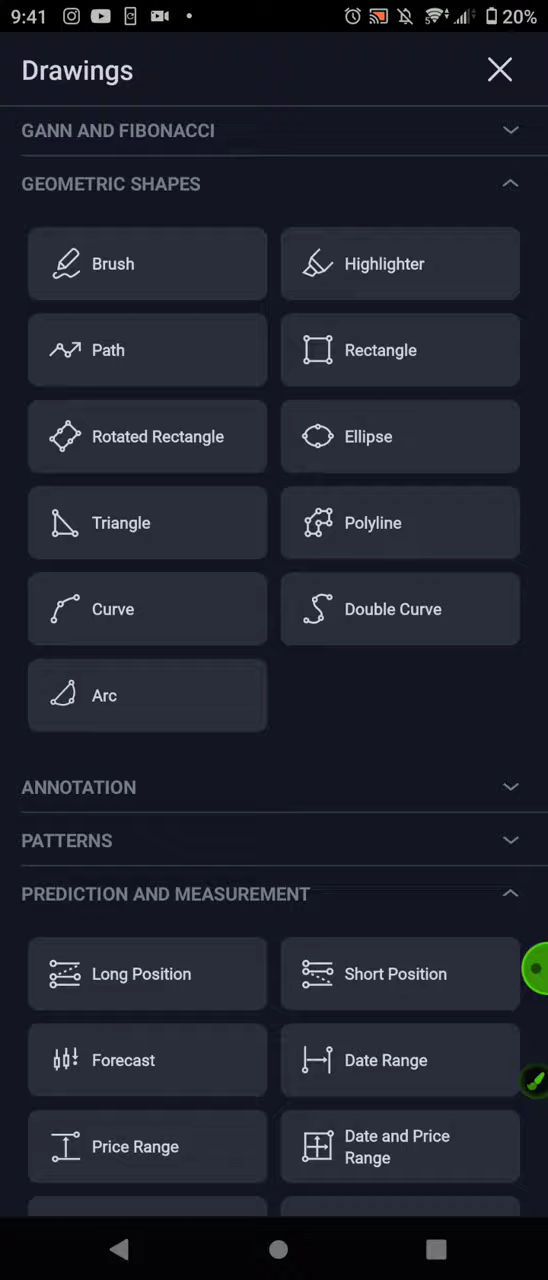 9:41
20%
Drawings
GANN AND FIBONACCI
GEOMETRIC SHAPES
Brush
Highlighter
Path
Rectangle
Rotated Rectangle
Ellipse
Triangle
Polyline
Curve
Double Curve
Arc
ANNOTATION
PATTERNS
PREDICTION AND MEASUREMENT
Long Position
Short Position
Forecast
Date Range
Price Range
Date and Price
Range